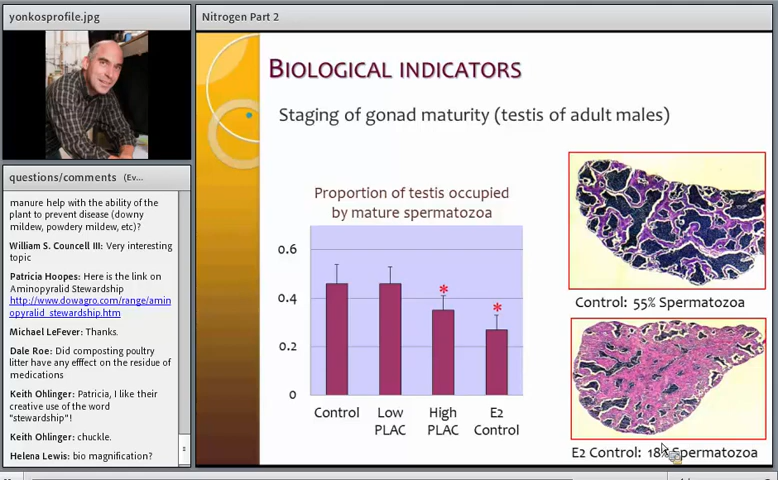 yonkosprofile.jpg
questions/comments (Ev...
manure help with the ability of the
plant to prevent disease (downy
mildew, powdery mildew, etc)?
William S. Councell III: Very interesting
topic
Patricia Hoopes: Here is the link on
Aminopyralid Stewardship
http://www.dowagro.com/range/amin
opyralid_stewardship.htm
Michael LeFever: Thanks.
Dale Roe: Did composting poultry
litter have any efffect on the residue of
medications
Keith Ohlinger: Patricia, I like their
creative use of the word
"stewardship"!
Keith Ohlinger: chuckle.
Helena Lewis: bio magnification?
Nitrogen Part 2
BIOLOGICAL INDICATORS
Staging of gonad maturity (testis of adult males)
Proportion of testis occupied
by mature spermatozoa
0.6
0.4
0.2
0
* *
Control Low PLAC High PLAC E2 Control
Control: 55% Spermatozoa
E2 Control: 18% Spermatozoa